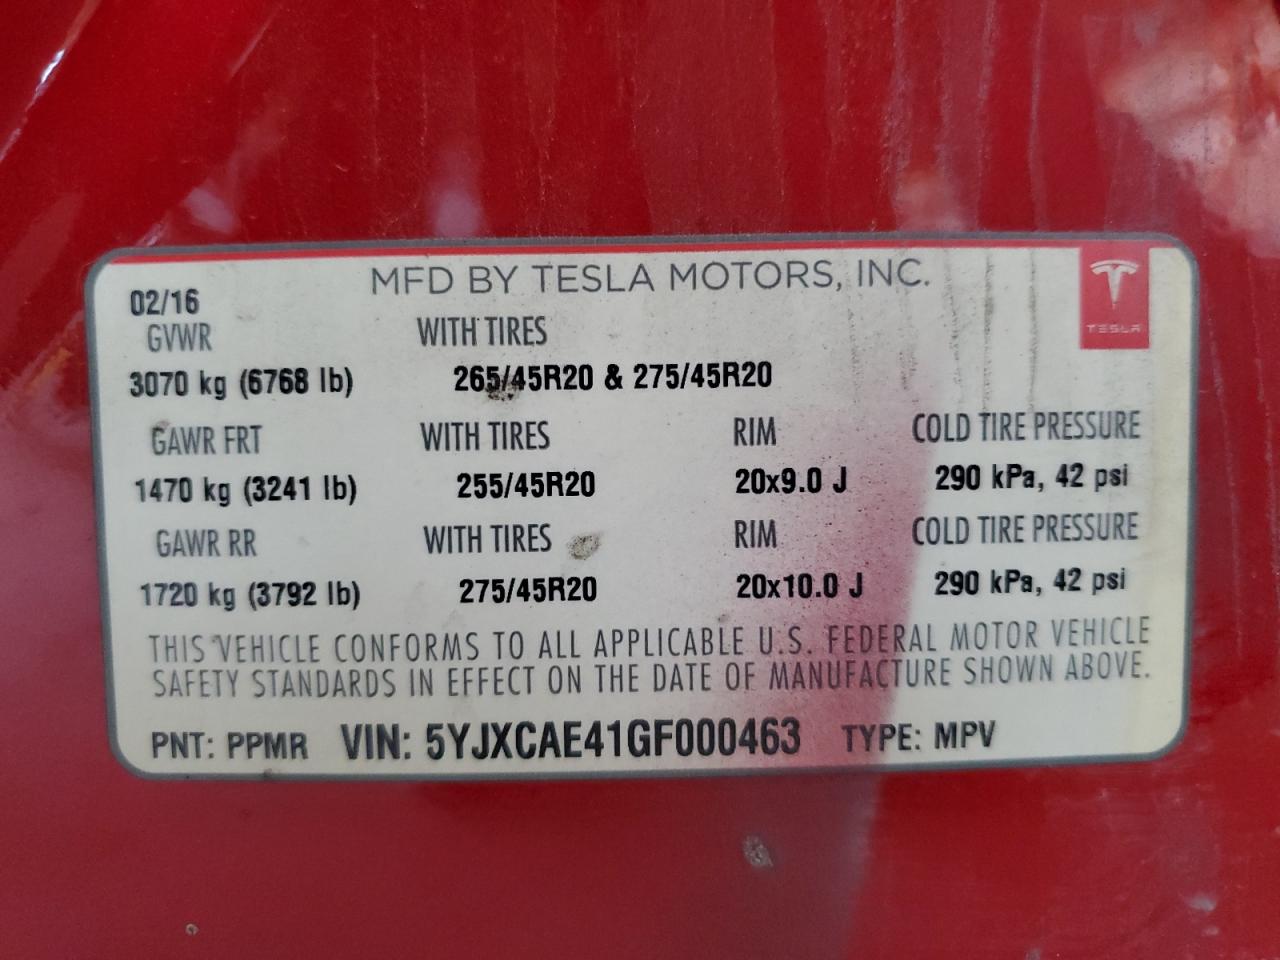 MFD BY TESLA MOTORS, INC.
TESLA
02/16
GVWR WITH TIRES
3070 kg (6768 lb) 265/45R20 & 275/45R20
GAWR FRT WITH TIRES RIM COLD TIRE PRESSURE
1470 kg (3241 lb) 255/45R20 20x9.0 J 290 kPa, 42 psi
GAWR RR WITH TIRES RIM COLD TIRE PRESSURE
1720 kg (3792 lb) 275/45R20 20x10.0 J 290 kPa, 42 psi
THIS VEHICLE CONFORMS TO ALL APPLICABLE U.S. FEDERAL MOTOR VEHICLE
SAFETY STANDARDS IN EFFECT ON THE DATE OF MANUFACTURE SHOWN ABOVE.
PNT: PPMR VIN: 5YJXCAE41GF000463 TYPE: MPV